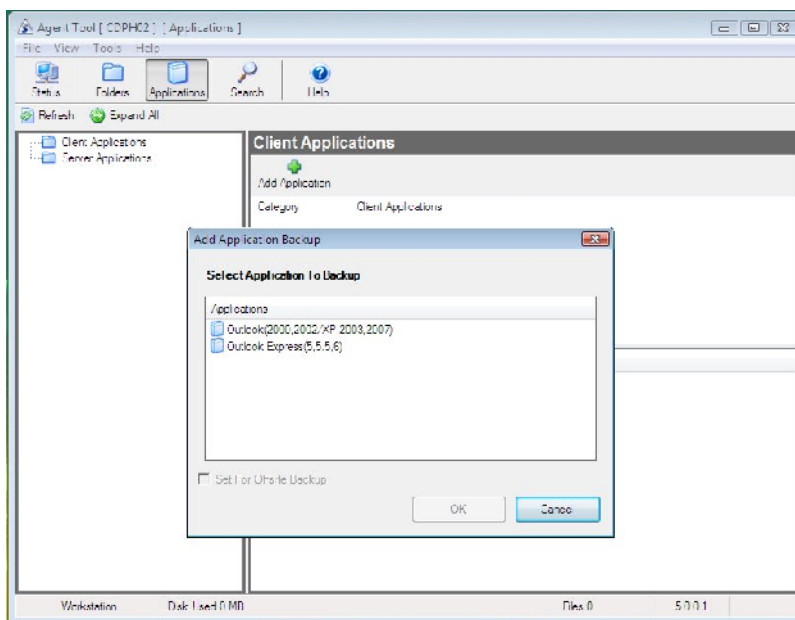 Agent Tool [ CDPH02 ] [ Applications ]
File View Tools Help
Status Folders Applications Search Help
Refresh Expand All
Client Applications
Server Applications
Client Applications
Add Application
Category Client Applications
Add Application Backup
Select Application To Backup
Applications
Outlook(2000,2002/XP,2003,2007)
Outlook Express(5,5.5,6)
Set For Offsite Backup
OK Cancel
Workstation Disk Used 0 MB Files 0 5.0.0.1